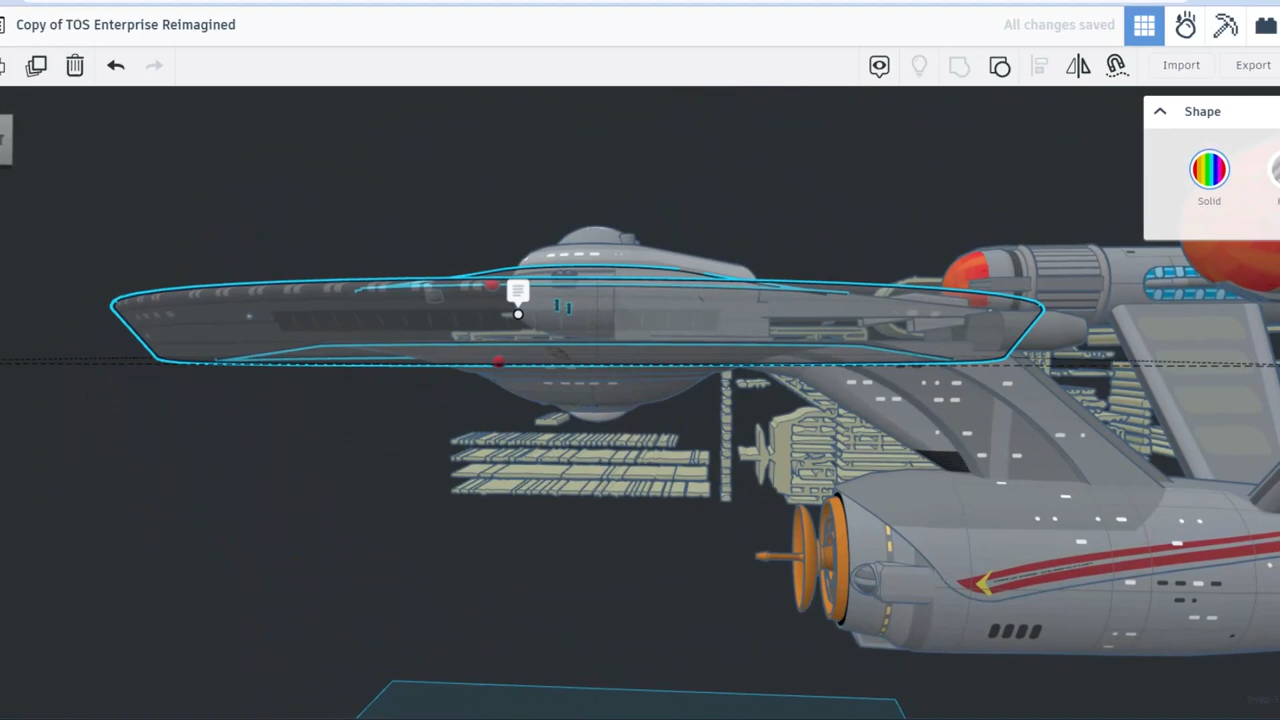 Copy of TOS Enterprise Reimagined
All changes saved
Import
Export
Shape
Solid